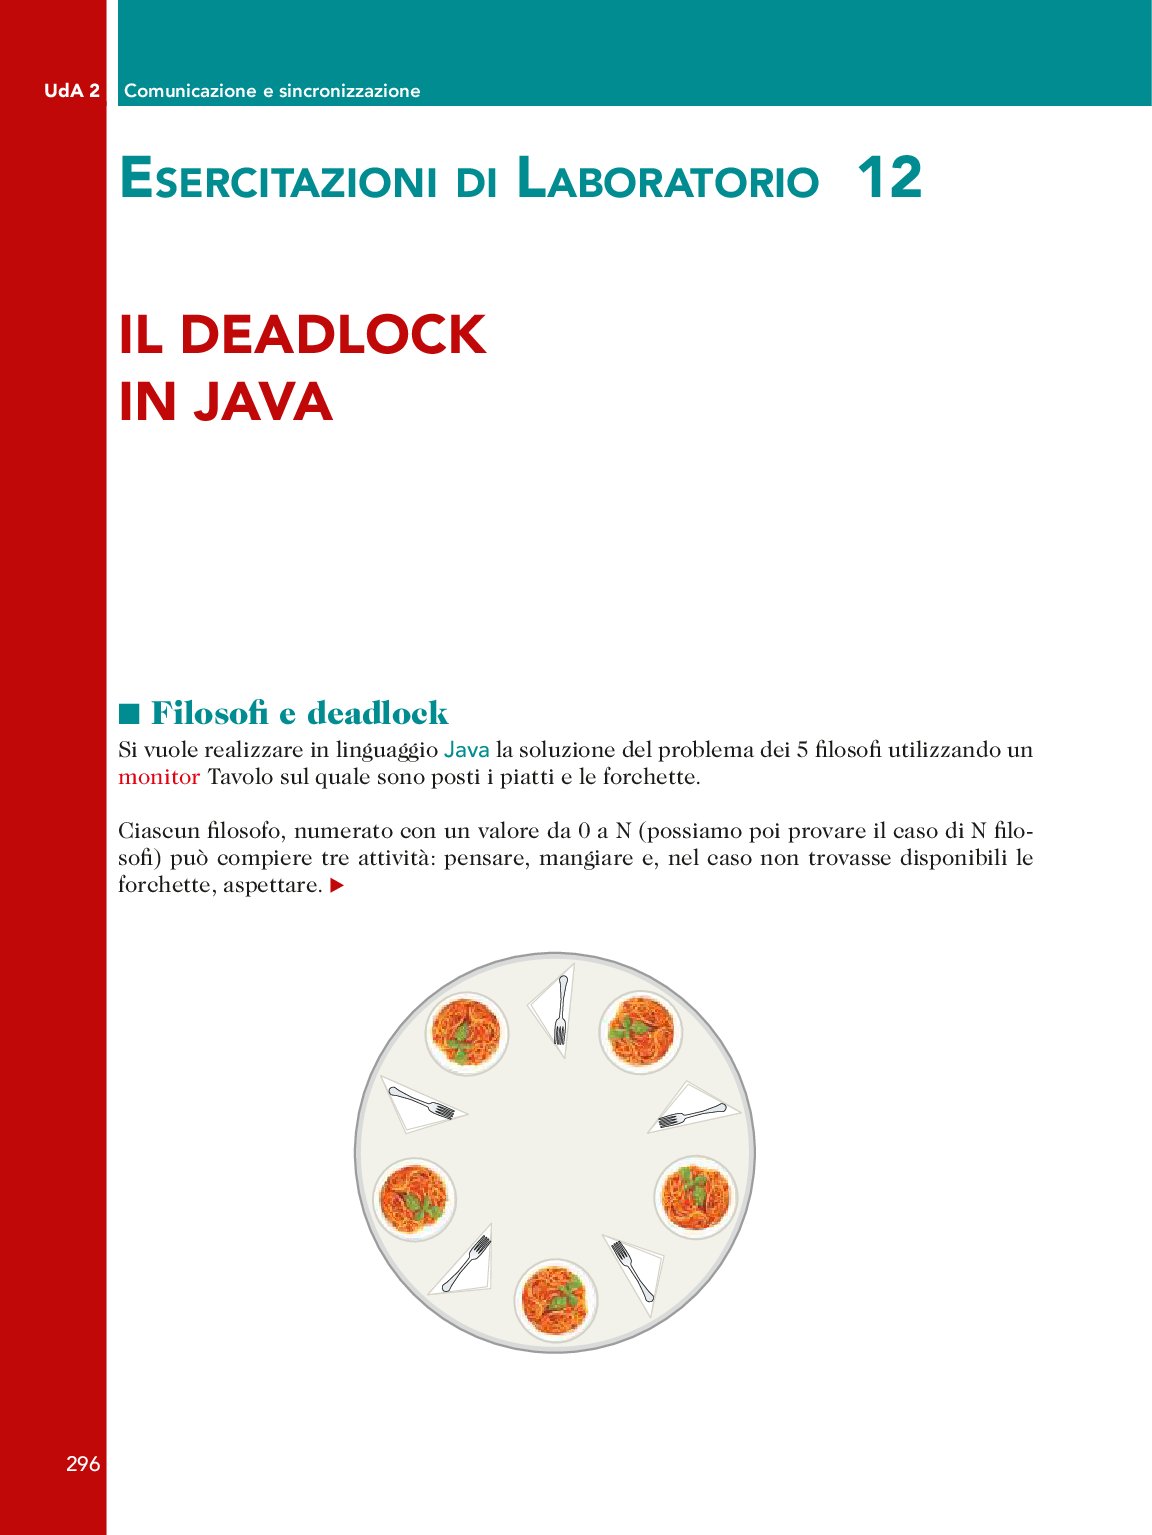 UdA 2 Comunicazione e sincronizzazione
ESERCITAZIONI DI LABORATORIO 12
IL DEADLOCK
IN JAVA
■ Filosofi e deadlock
Si vuole realizzare in linguaggio Java la soluzione del problema dei 5 filosofi utilizzando un
monitor Tavolo sul quale sono posti i piatti e le forchette.
Ciascun filosofo, numerato con un valore da 0 a N (possiamo poi provare il caso di N filo-
sofi) può compiere tre attività: pensare, mangiare e, nel caso non trovasse disponibili le
forchette, aspettare. ▶
296